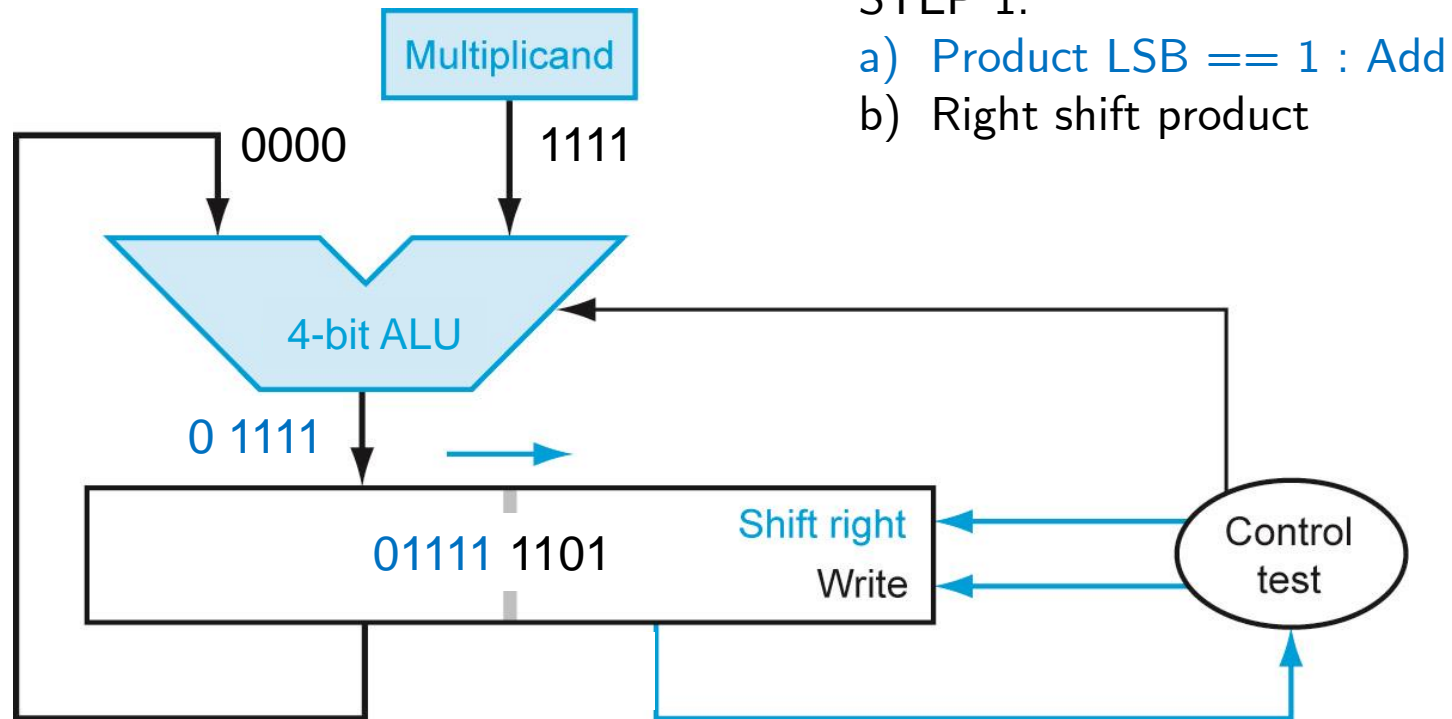 STEP 1:
a) Product LSB == 1 : Add
b) Right shift product
Multiplicand
0000
1111
4-bit ALU
0 1111
01111 1101
Shift right
Write
Control
test